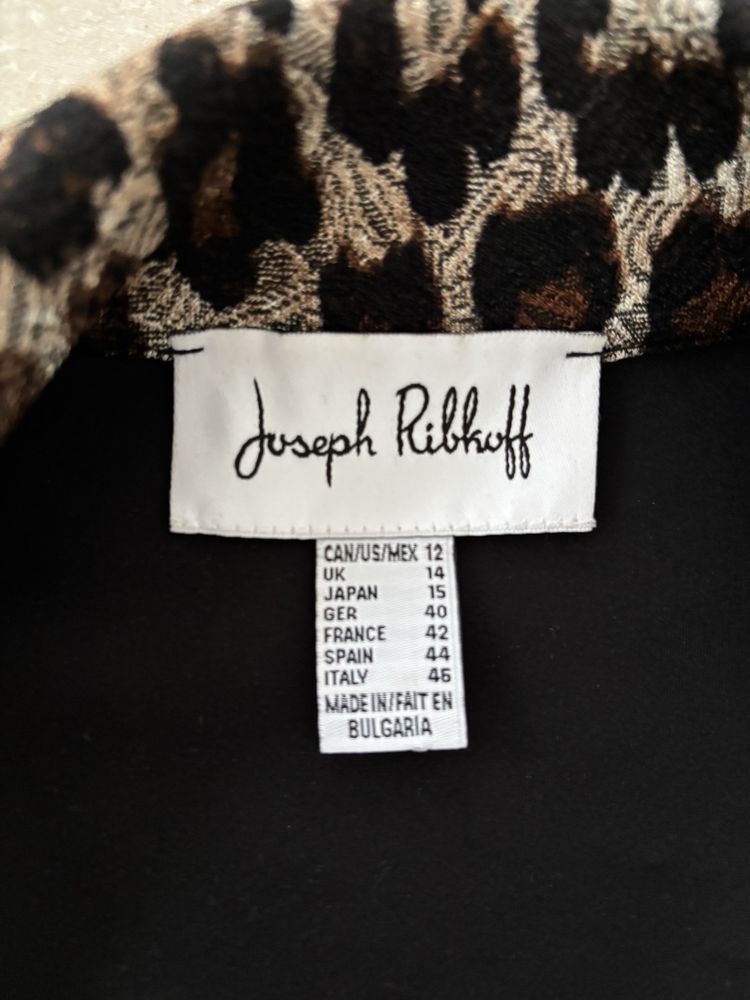 Joseph Ribkoff
CAN/US/MEX 12
UK 14
JAPAN 15
GER 40
FRANCE 42
SPAIN 44
ITALY 46
MADE IN/FAIT EN
BULGARIA